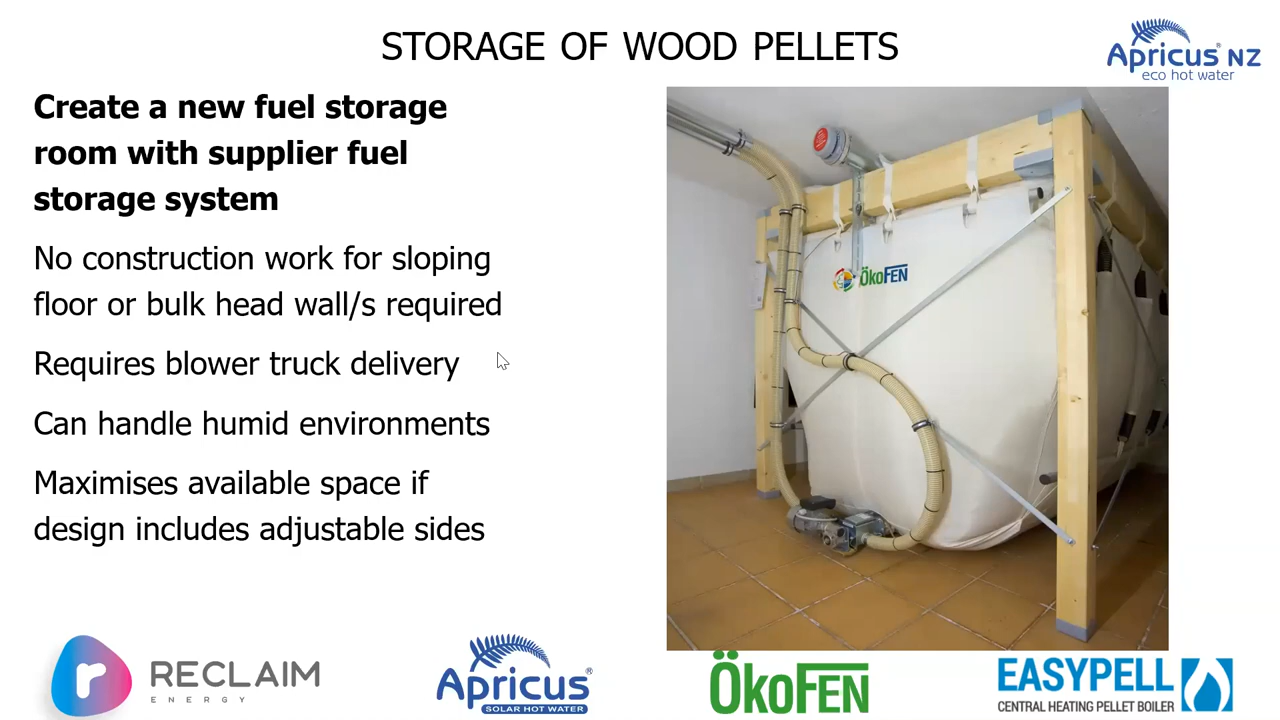 STORAGE OF WOOD PELLETS
Apricus® NZ
eco hot water
Create a new fuel storage
room with supplier fuel
storage system
No construction work for sloping
floor or bulk head wall/s required
Requires blower truck delivery
Can handle humid environments
Maximises available space if
design includes adjustable sides
ÖkoFEN
r RECLAIM
ENERGY
Apricus®
SOLAR HOT WATER
ÖkoFEN
EASYPELL
CENTRAL HEATING PELLET BOILER